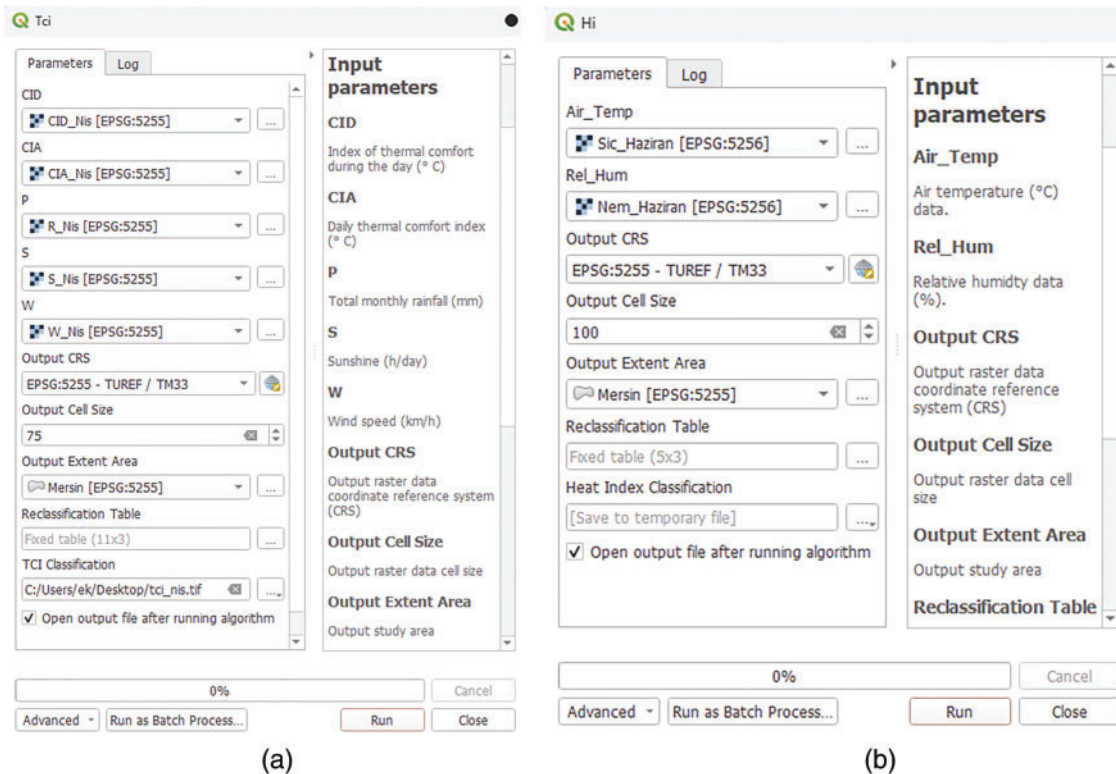 Tci
Parameters
Log
CID
CID_Nis [EPSG:5255]
...
CIA
CIA_Nis [EPSG:5255]
...
P
R_Nis [EPSG:5255]
...
S
S_Nis [EPSG:5255]
...
W
W_Nis [EPSG:5255]
...
Output CRS
EPSG:5255 - TUREF / TM33
Output Cell Size
75
Output Extent Area
Mersin [EPSG:5255]
...
Reclassification Table
Fixed table (11x3)
...
TCI Classification
C:/Users/ek/Desktop/tci_nis.tif
...
Open output file after running algorithm
Input
parameters
CID
Index of thermal comfort
during the day (° C)
CIA
Daily thermal comfort index
(° C)
P
Total monthly rainfall (mm)
S
Sunshine (h/day)
W
Wind speed (km/h)
Output CRS
Output raster data
coordinate reference system
(CRS)
Output Cell Size
Output raster data cell size
Output Extent Area
Output study area
0%
Cancel
Advanced
Run as Batch Process...
Run
Close
(a)
Hi
Parameters
Log
Air_Temp
Sic_Haziran [EPSG:5256]
...
Rel_Hum
Nem_Haziran [EPSG:5256]
...
Output CRS
EPSG:5255 - TUREF / TM33
Output Cell Size
100
Output Extent Area
Mersin [EPSG:5255]
...
Reclassification Table
Fixed table (5x3)
...
Heat Index Classification
[Save to temporary file]
...
Open output file after running algorithm
Input
parameters
Air_Temp
Air temperature (°C)
data.
Rel_Hum
Relative humidity data
(%).
Output CRS
Output raster data
coordinate reference
system (CRS)
Output Cell Size
Output raster data cell
size
Output Extent Area
Output study area
Reclassification Table
0%
Cancel
Advanced
Run as Batch Process...
Run
Close
(b)